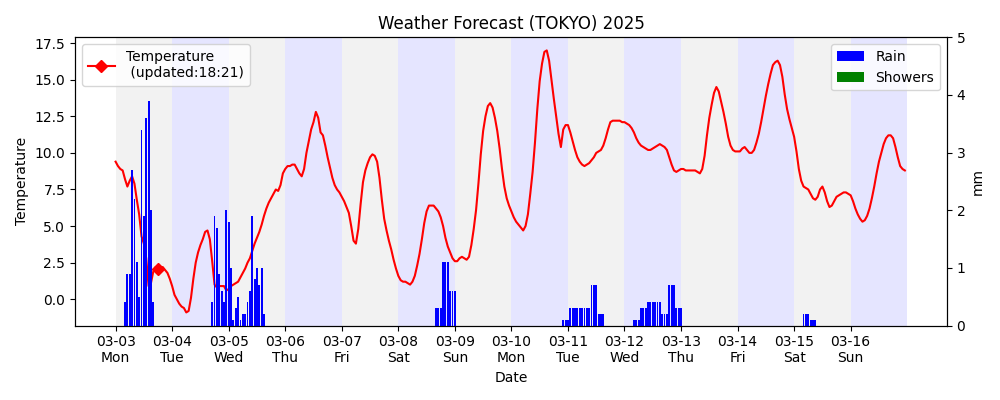 Weather Forecast (TOKYO) 2025
Temperature
(updated:18:21)
Rain
Showers
17.5
15.0
12.5
10.0
7.5
5.0
2.5
0.0
Temperature
5
4
3
2
1
0
mm
03-03 03-04 03-05 03-06 03-07 03-08 03-09 03-10 03-11 03-12 03-13 03-14 03-15 03-16
Mon Tue Wed Thu Fri Sat Sun Mon Tue Wed Thu Fri Sat Sun
Date